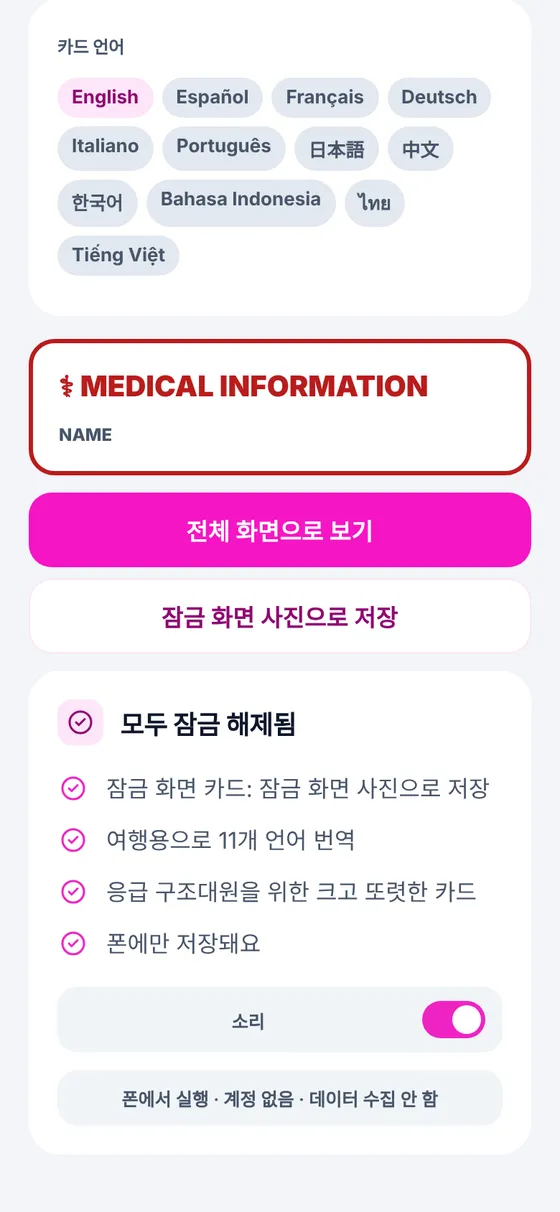 카드 언어
English Español Français Deutsch
Italiano Português 日本語 中文
한국어 Bahasa Indonesia ไทย
Tiếng Việt
⚕ MEDICAL INFORMATION
NAME
전체 화면으로 보기
잠금 화면 사진으로 저장
모두 잠금 해제됨
잠금 화면 카드: 잠금 화면 사진으로 저장
여행용으로 11개 언어 번역
응급 구조대원을 위한 크고 또렷한 카드
폰에만 저장돼요
소리
폰에서 실행 · 계정 없음 · 데이터 수집 안 함